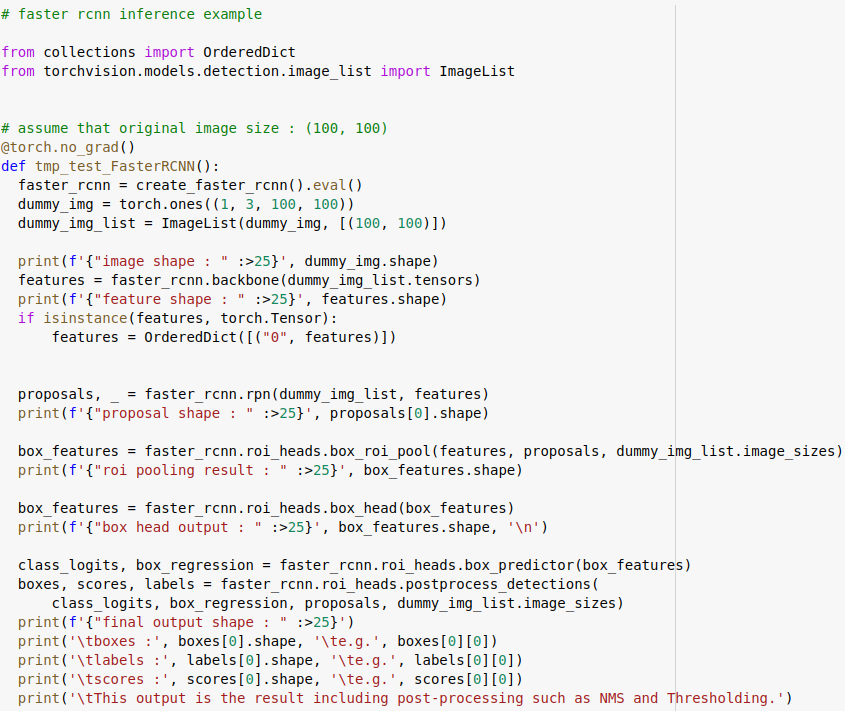 # faster rcnn inference example
from collections import OrderedDict
from torchvision.models.detection.image_list import ImageList
# assume that original image size : (100, 100)
@torch.no_grad()
def tmp_test_FasterRCNN():
  faster_rcnn = create_faster_rcnn().eval()
  dummy_img = torch.ones((1, 3, 100, 100))
  dummy_img_list = ImageList(dummy_img, [(100, 100)])
  print(f'{"image shape : " :>25}', dummy_img.shape)
  features = faster_rcnn.backbone(dummy_img_list.tensors)
  print(f'{"feature shape : " :>25}', features.shape)
  if isinstance(features, torch.Tensor):
      features = OrderedDict([("0", features)])
  proposals, _ = faster_rcnn.rpn(dummy_img_list, features)
  print(f'{"proposal shape : " :>25}', proposals[0].shape)
  box_features = faster_rcnn.roi_heads.box_roi_pool(features, proposals, dummy_img_list.image_sizes)
  print(f'{"roi pooling result : " :>25}', box_features.shape)
  box_features = faster_rcnn.roi_heads.box_head(box_features)
  print(f'{"box head output : " :>25}', box_features.shape, '\n')
  class_logits, box_regression = faster_rcnn.roi_heads.box_predictor(box_features)
  boxes, scores, labels = faster_rcnn.roi_heads.postprocess_detections(
      class_logits, box_regression, proposals, dummy_img_list.image_sizes)
  print(f'{"final output shape : " :>25}')
  print('\tboxes :', boxes[0].shape, '\te.g.', boxes[0][0])
  print('\tlabels :', labels[0].shape, '\te.g.', labels[0][0])
  print('\tscores :', scores[0].shape, '\te.g.', scores[0][0])
  print('\tThis output is the result including post-processing such as NMS and Thresholding.')